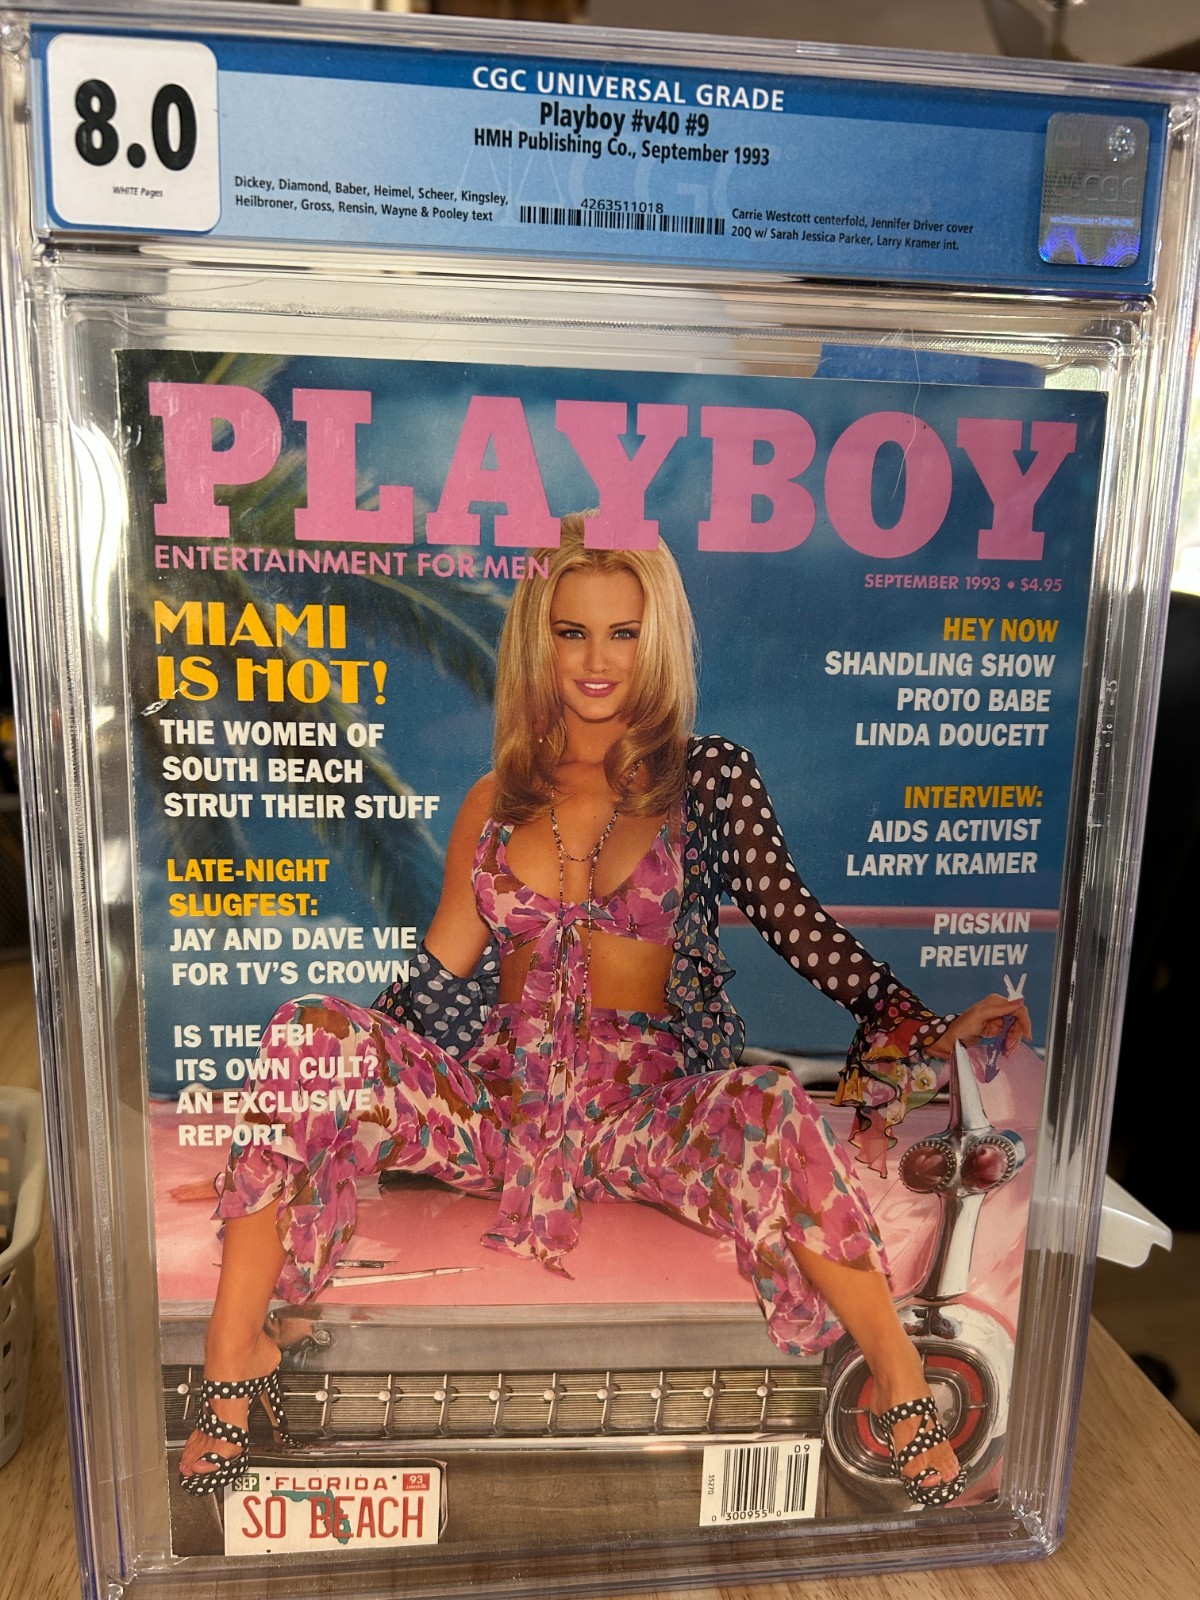 8.0
WHITE Pages
CGC UNIVERSAL GRADE
Playboy #v40 #9
HMH Publishing Co., September 1993
Dickey, Diamond, Baber, Heimel, Scheer, Kingsley,
Heilbroner, Gross, Rensin, Wayne & Pooley text
4263511018
Carrie Westcott centerfold, Jennifer Driver cover
20Q w/ Sarah Jessica Parker, Larry Kramer int.
CGC
PLAYBOY
ENTERTAINMENT FOR MEN
SEPTEMBER 1993 • $4.95
MIAMI
IS HOT!
THE WOMEN OF
SOUTH BEACH
STRUT THEIR STUFF
LATE-NIGHT
SLUGFEST:
JAY AND DAVE VIE
FOR TV'S CROWN
IS THE FBI
ITS OWN CULT?
AN EXCLUSIVE
REPORT
HEY NOW
SHANDLING SHOW
PROTO BABE
LINDA DOUCETT
INTERVIEW:
AIDS ACTIVIST
LARRY KRAMER
PIGSKIN
PREVIEW
SEP FLORIDA 93
SO BEACH
09
35270
0 300955 0